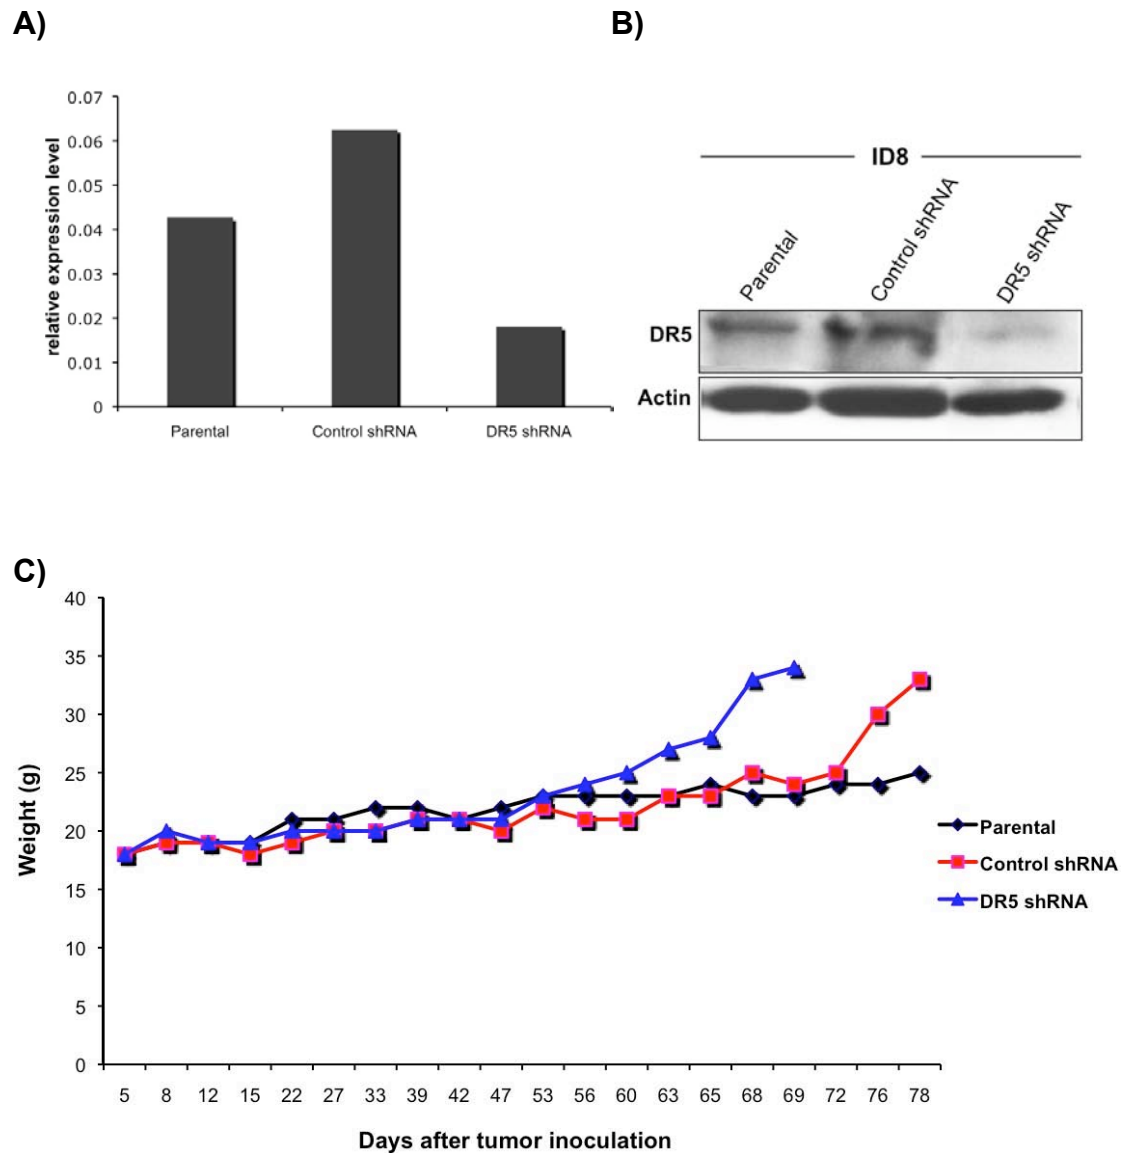 A)
B)
0.07
0.06
0.05
0.04
0.03
0.02
0.01
0
relative expression level
Parental
Control shRNA
DR5 shRNA
ID8
Parental
Control shRNA
DR5 shRNA
DR5
Actin
C)
40
35
30
25
20
15
10
5
0
Weight (g)
5 8 12 15 22 27 33 39 42 47 53 56 60 63 65 68 69 72 76 78
Days after tumor inoculation
Parental
Control shRNA
DR5 shRNA